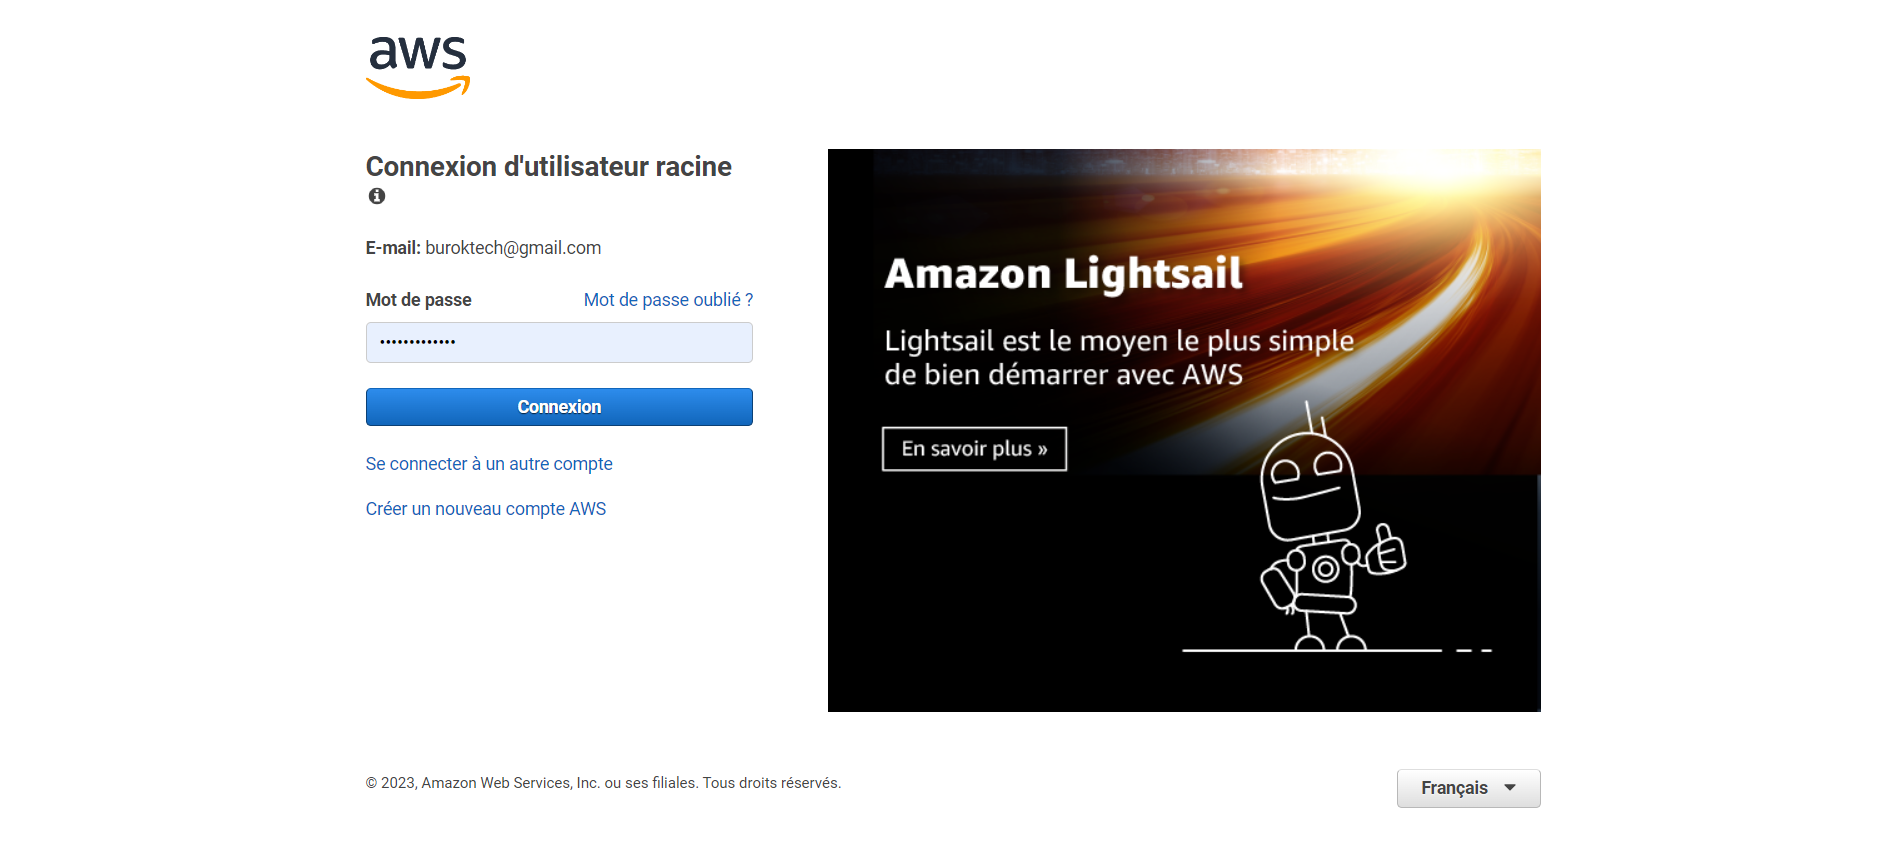 aws
Connexion d'utilisateur racine
E-mail: buroktech@gmail.com
Mot de passe
Mot de passe oublié ?
•••••••••••••
Connexion
Se connecter à un autre compte
Créer un nouveau compte AWS
Amazon Lightsail
Lightsail est le moyen le plus simple
de bien démarrer avec AWS
En savoir plus »
© 2023, Amazon Web Services, Inc. ou ses filiales. Tous droits réservés.
Français